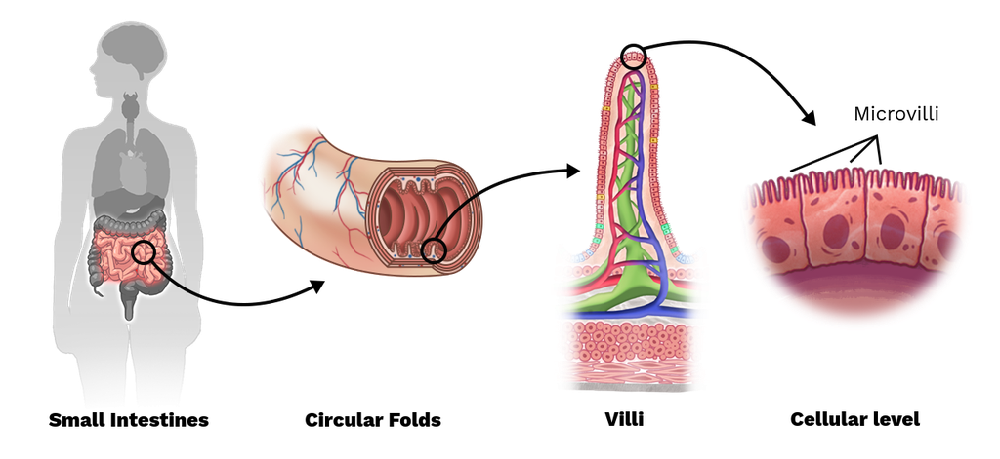 Microvilli
Small Intestines
Circular Folds
Villi
Cellular level